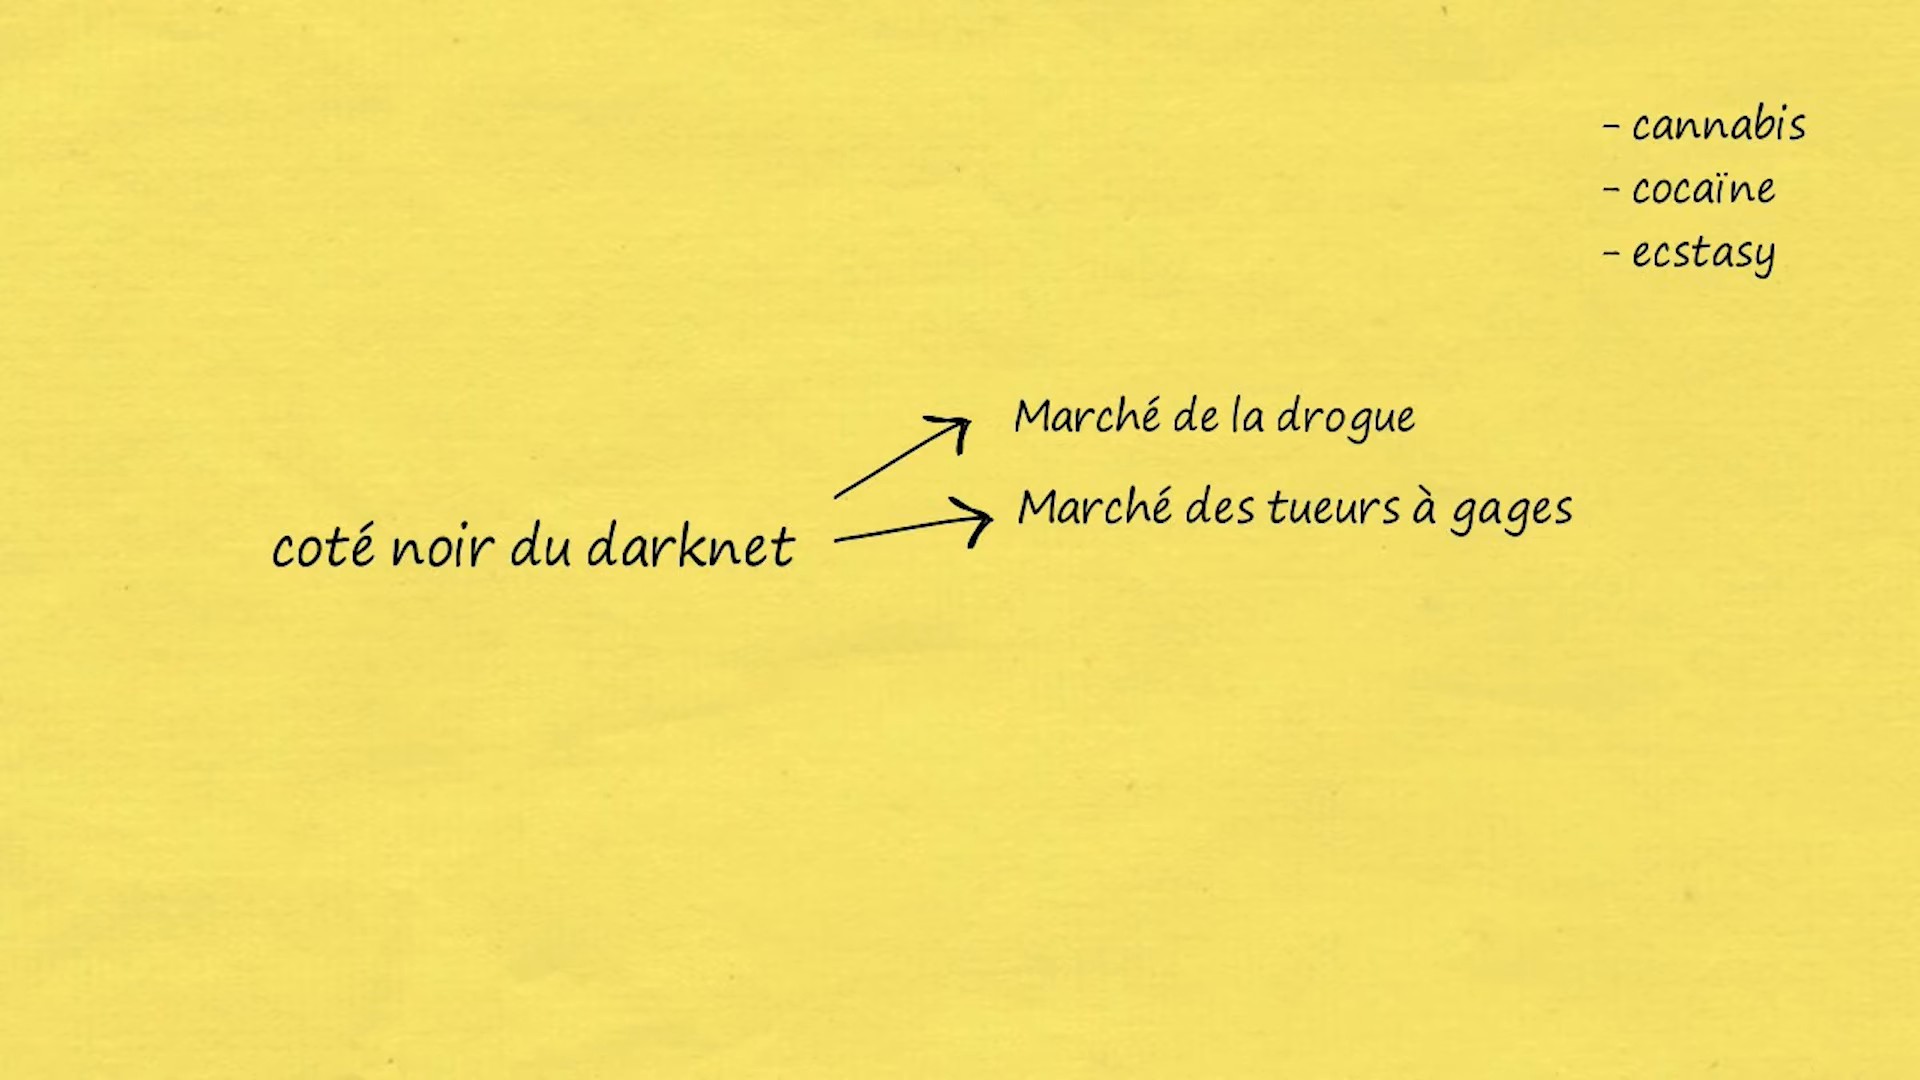 - cannabis
- cocaïne
- ecstasy
Marché de la drogue
Marché des tueurs à gages
coté noir du darknet